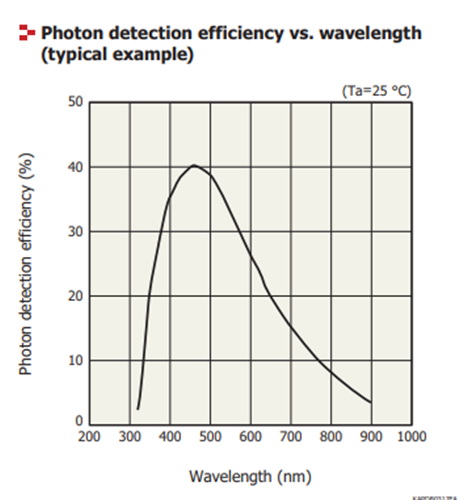 Photon detection efficiency vs. wavelength
(typical example)
(Ta=25 °C)
50
40
30
20
10
0
Photon detection efficiency (%)
200 300 400 500 600 700 800 900 1000
Wavelength (nm)